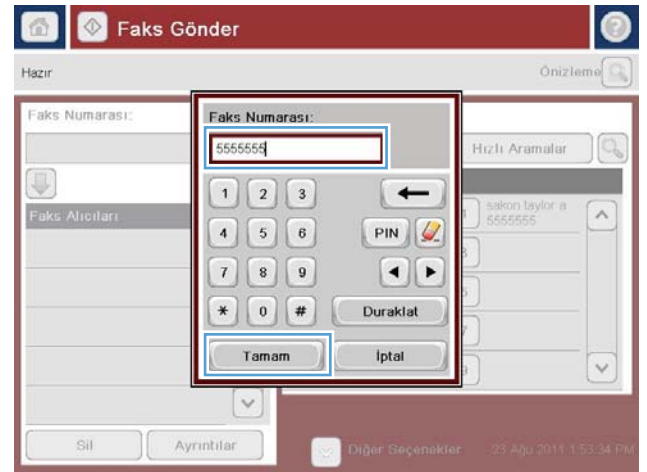 Faks Gönder
Hazır
Önizleme
Faks Numarası:
Faks Numarası:
5555555
Hızlı Aramalar
1 2 3
sakon taylor a
5555555
Faks Alıcıları
4 5 6 PIN
7 8 9
* 0 # Duraklat
Tamam İptal
Sil Ayrıntılar
Diğer Seçenekler 23 Ağu 2011 1:53:34 PM